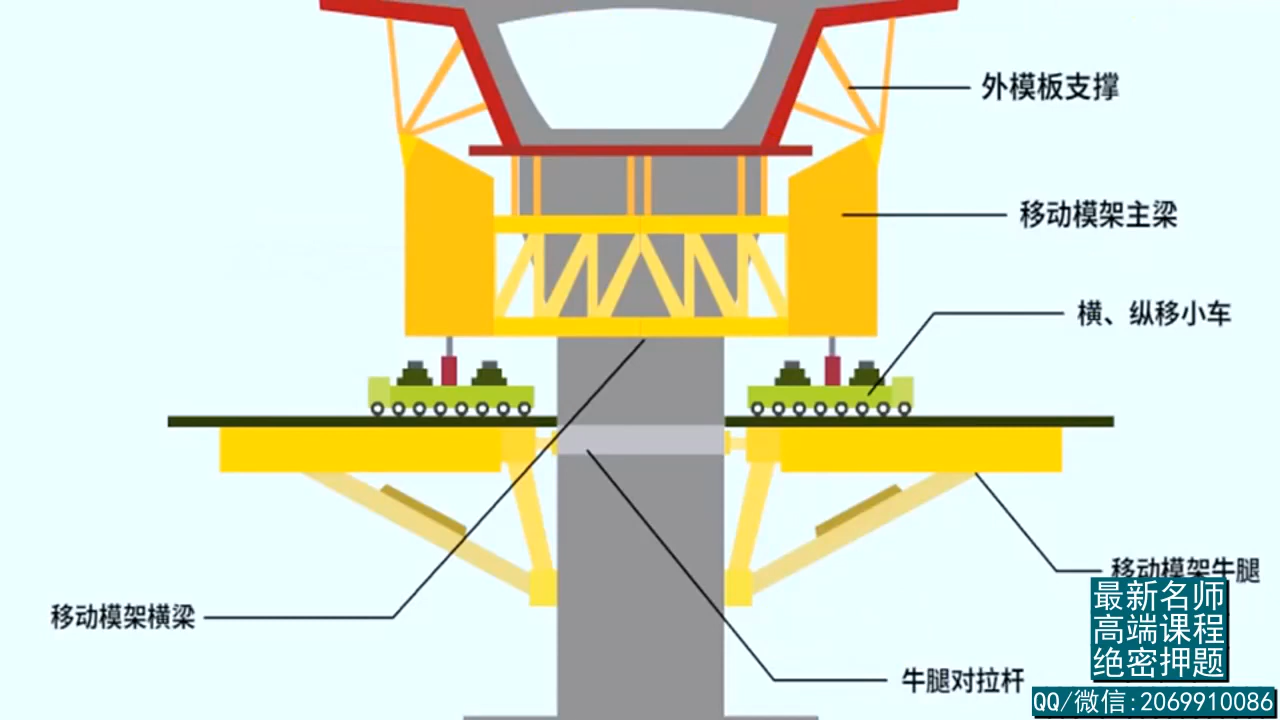 外模板支撑
移动模架主梁
横、纵移小车
移动模架牛腿
移动模架横梁
牛腿对拉杆
最新名师
高端课程
绝密押题
QQ/微信:2069910086